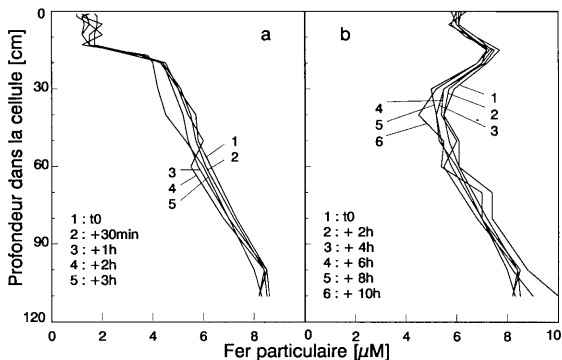 a
b
0
30
60
90
120
Profondeur dans la cellule [cm]
1
2
3
4
5
1 : t0
2 : +30min
3 : +1h
4 : +2h
5 : +3h
1
2
3
4
5
6
1 : t0
2 : + 2h
3 : + 4h
4 : + 6h
5 : + 8h
6 : + 10h
0 2 4 6 8 0 2 4 6 8 10
Fer particulaire [µM]